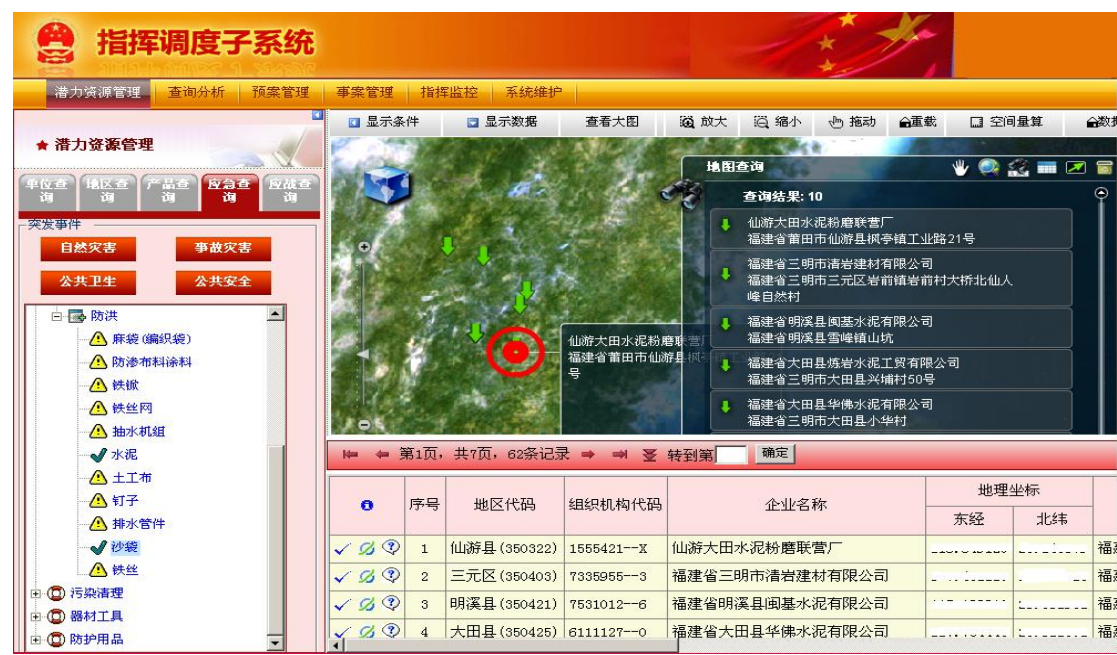 指挥调度子系统
潜力资源管理 查询分析 预案管理 事案管理 指挥监控 系统维护
潜力资源管理
单位查询 地区查询 产品查询 应急查询 应战查询
突发事件
自然灾害 事故灾害
公共卫生 公共安全
防洪
麻袋(编织袋)
防渗布料涂料
铁锨
铁丝网
抽水机组
水泥
土工布
钉子
排水管件
沙袋
铁丝
污染清理
器材工具
防护用品
显示条件 显示数据 查看大图 放大 缩小 拖动 重载 空间量算 数据
地图查询
查询结果: 10
仙游大田水泥粉磨联营厂
福建省莆田市仙游县枫亭镇工业路21号
福建省三明市清岩建材有限公司
福建省三明市三元区岩前镇岩前村大桥北仙人
峰自然村
福建省明溪县闽基水泥有限公司
福建省明溪县雪峰镇山坑
福建省大田县炼岩水泥工贸有限公司
福建省三明市大田县兴埔村50号
福建省大田县华佛水泥有限公司
福建省三明市大田县小华村
仙游大田水泥粉磨联营厂
福建省莆田市仙游县枫亭镇工业路21
号
第1页, 共7页, 62条记录 转到第 确定
序号 地区代码 组织机构代码 企业名称 地理坐标
东经 北纬
1 仙游县(350322) 1555421--X 仙游大田水泥粉磨联营厂 福建
2 三元区(350403) 7335955--3 福建省三明市清岩建材有限公司 福建
3 明溪县(350421) 7531012--6 福建省明溪县闽基水泥有限公司 福建
4 大田县(350425) 6111127--0 福建省大田县华佛水泥有限公司 福建